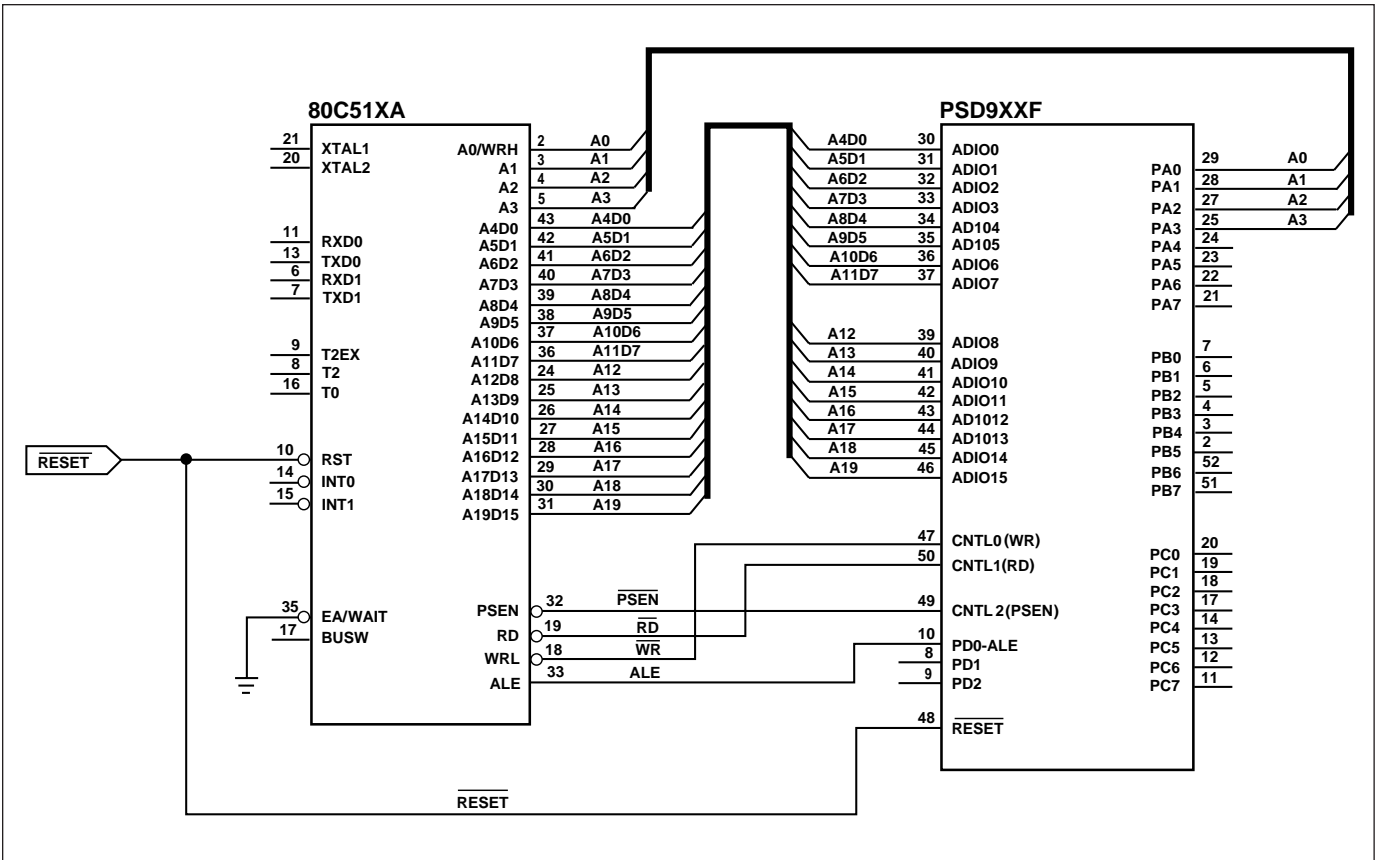 80C51XA
PSD9XXF
21 XTAL1
20 XTAL2
11 RXD0
13 TXD0
6 RXD1
7 TXD1
9 T2EX
8 T2
16 T0
RESET
10 RST
14 INT0
15 INT1
35 EA/WAIT
17 BUSW
A0/WRH 2 A0
A1 3 A1
A2 4 A2
A3 5 A3
A4D0 43 A4D0
A5D1 42 A5D1
A6D2 41 A6D2
A7D3 40 A7D3
A8D4 39 A8D4
A9D5 38 A9D5
A10D6 37 A10D6
A11D7 36 A11D7
A12D8 24 A12
A13D9 25 A13
A14D10 26 A14
A15D11 27 A15
A16D12 28 A16
A17D13 29 A17
A18D14 30 A18
A19D15 31 A19
PSEN 32 PSEN
RD 19 RD
WRL 18 WR
ALE 33 ALE
A4D0 30 ADIO0
A5D1 31 ADIO1
A6D2 32 ADIO2
A7D3 33 ADIO3
A8D4 34 AD104
A9D5 35 AD105
A10D6 36 ADIO6
A11D7 37 ADIO7
A12 39 ADIO8
A13 40 ADIO9
A14 41 ADIO10
A15 42 ADIO11
A16 43 AD1012
A17 44 AD1013
A18 45 ADIO14
A19 46 ADIO15
47 CNTL0 (WR)
50 CNTL1(RD)
49 CNTL 2(PSEN)
10 PD0-ALE
8 PD1
9 PD2
48 RESET
PA0 29 A0
PA1 28 A1
PA2 27 A2
PA3 25 A3
PA4 24
PA5 23
PA6 22
PA7 21
PB0 7
PB1 6
PB2 5
PB3 4
PB4 3
PB5 2
PB6 52
PB7 51
PC0 20
PC1 19
PC2 18
PC3 17
PC4 14
PC5 13
PC6 12
PC7 11
RESET